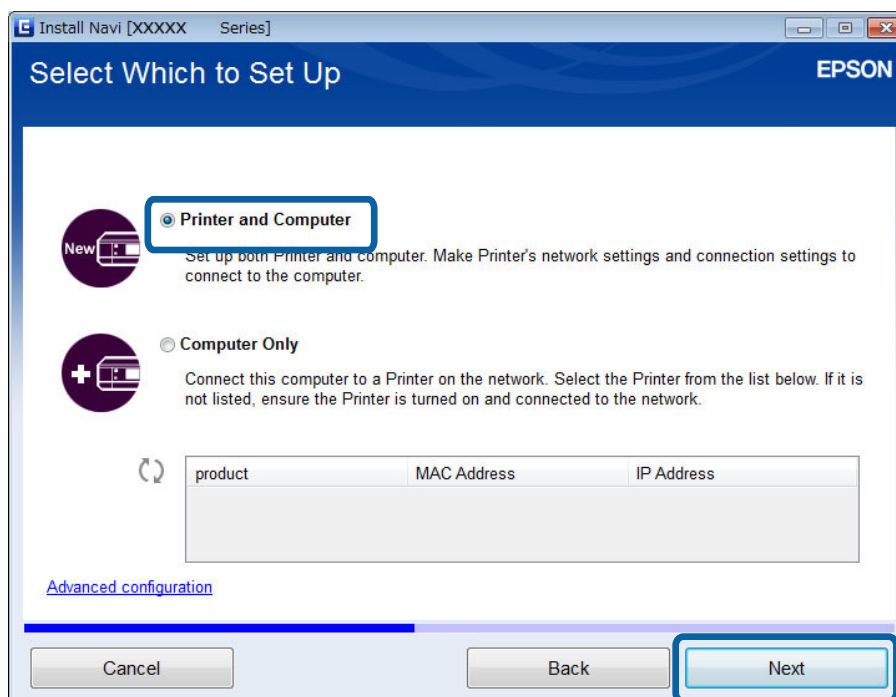 Install Navi [XXXXX Series]
Select Which to Set Up
EPSON
New
Printer and Computer
Set up both Printer and computer. Make Printer's network settings and connection settings to
connect to the computer.
Computer Only
Connect this computer to a Printer on the network. Select the Printer from the list below. If it is
not listed, ensure the Printer is turned on and connected to the network.
product MAC Address IP Address
Advanced configuration
Cancel Back Next